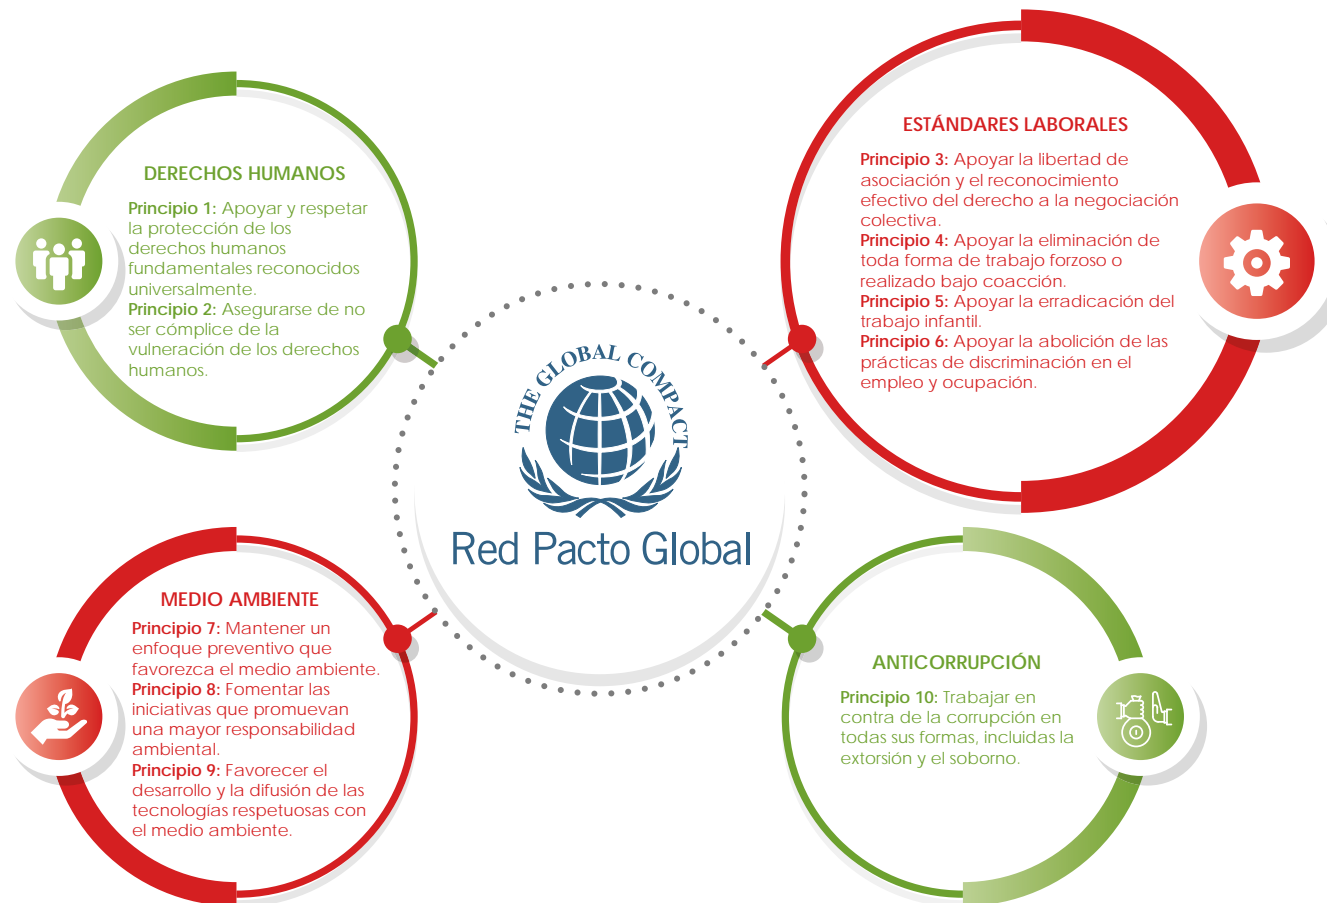 DERECHOS HUMANOS
Principio 1: Apoyar y respetar
la protección de los
derechos humanos
fundamentales reconocidos
universalmente.
Principio 2: Asegurarse de no
ser cómplice de la
vulneración de los derechos
humanos.
ESTÁNDARES LABORALES
Principio 3: Apoyar la libertad de
asociación y el reconocimiento
efectivo del derecho a la negociación
colectiva.
Principio 4: Apoyar la eliminación de
toda forma de trabajo forzoso o
realizado bajo coacción.
Principio 5: Apoyar la erradicación del
trabajo infantil.
Principio 6: Apoyar la abolición de las
prácticas de discriminación en el
empleo y ocupación.
THE GLOBAL COMPACT
Red Pacto Global
MEDIO AMBIENTE
Principio 7: Mantener un
enfoque preventivo que
favorezca el medio ambiente.
Principio 8: Fomentar las
iniciativas que promuevan
una mayor responsabilidad
ambiental.
Principio 9: Favorecer el
desarrollo y la difusión de las
tecnologías respetuosas con
el medio ambiente.
ANTICORRUPCIÓN
Principio 10: Trabajar en
contra de la corrupción en
todas sus formas, incluidas la
extorsión y el soborno.